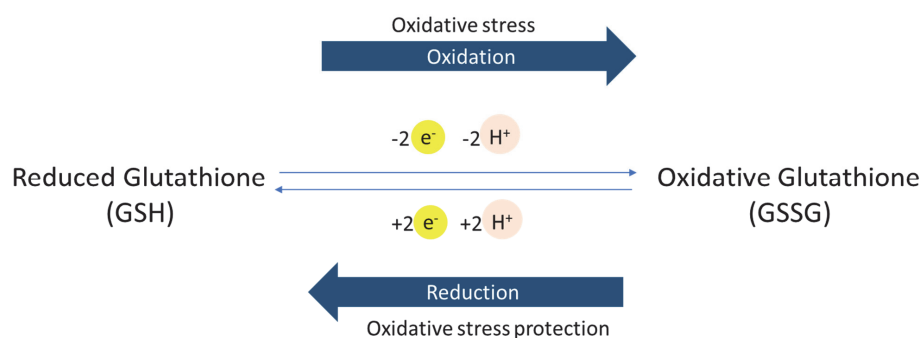 Oxidative stress
Oxidation
-2 e⁻ -2 H⁺
Reduced Glutathione
(GSH)
Oxidative Glutathione
(GSSG)
+2 e⁻ +2 H⁺
Reduction
Oxidative stress protection